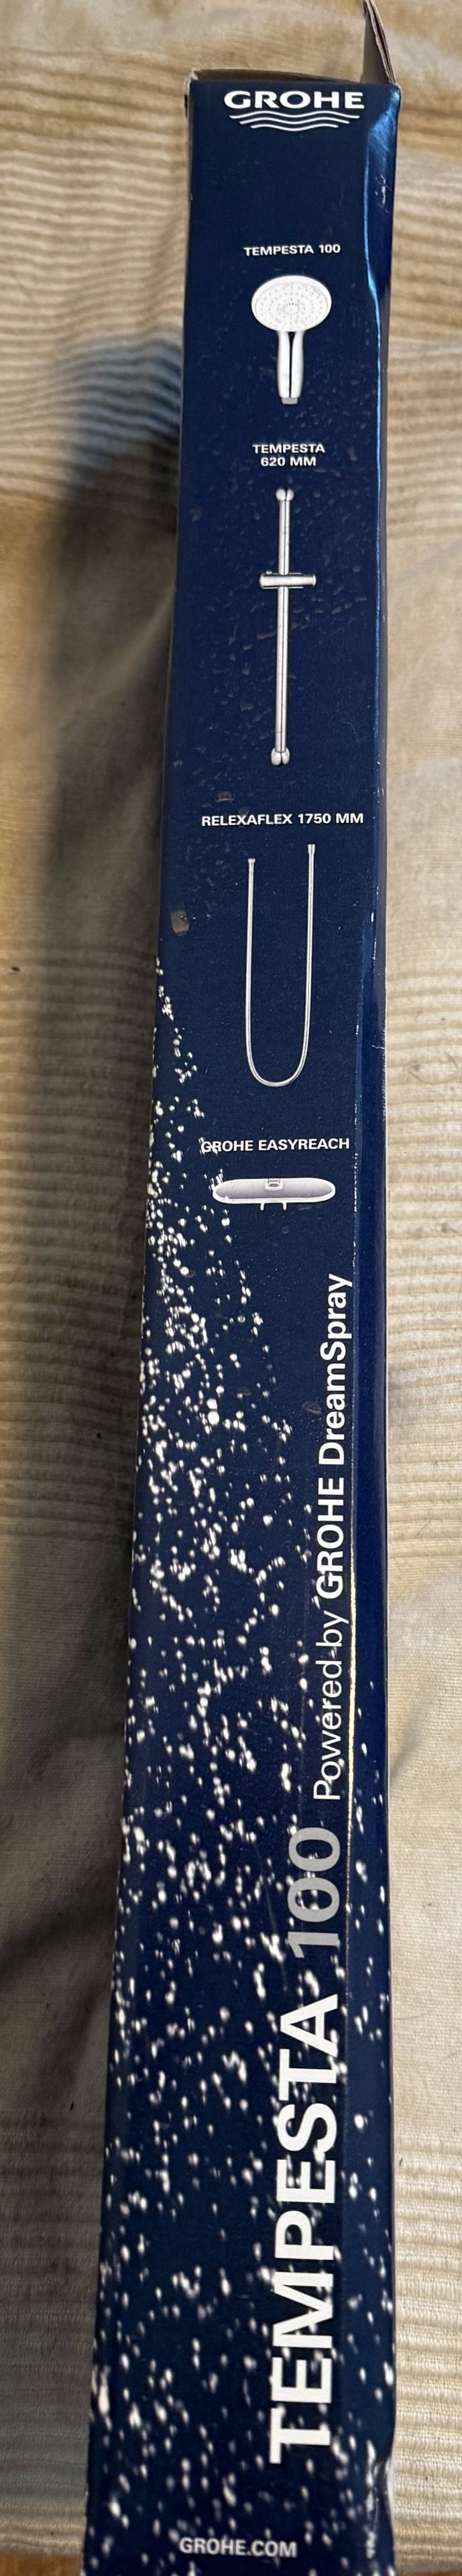 GROHE
TEMPESTA 100
TEMPESTA
620 MM
RELEXAFLEX 1750 MM
GROHE EASYREACH
TEMPESTA 100 Powered by GROHE DreamSpray
GROHE.COM